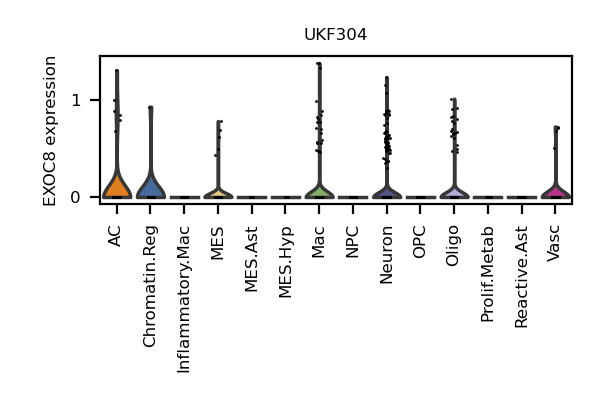 UKF304
EXOC8 expression
1
0
AC
Chromatin.Reg
Inflammatory.Mac
MES
MES.Ast
MES.Hyp
Mac
NPC
Neuron
OPC
Oligo
Prolif.Metab
Reactive.Ast
Vasc